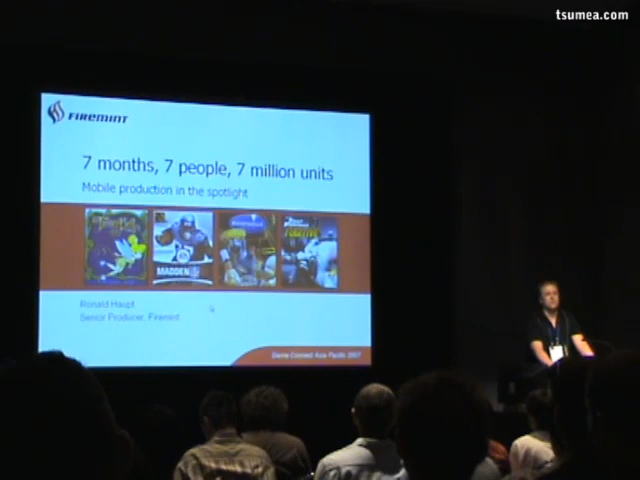 tsumea.com
FIREMINT
7 months, 7 people, 7 million units
Mobile production in the spotlight
MADDEN
Ronald Haupt
Senior Producer, Firemint
Game Connect Asia Pacific 2007